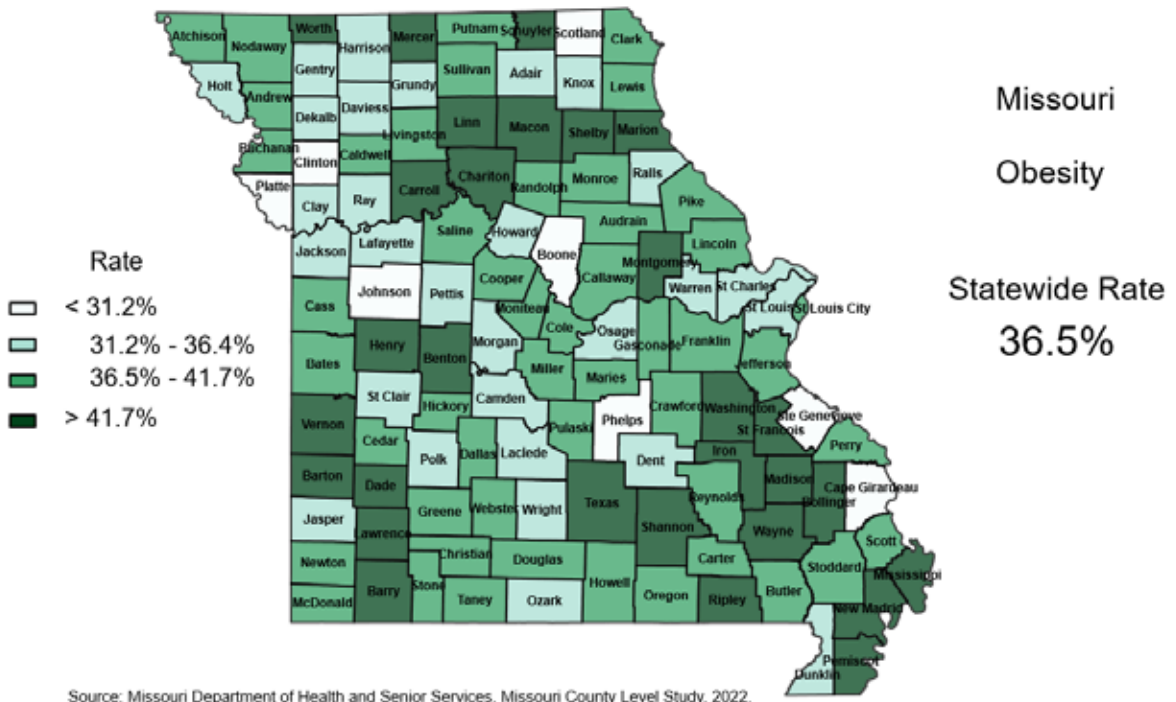 Atchison
Nodaway
Worth
Harrison
Mercer
Putnam
Schuyler
Scotland
Clark
Holt
Gentry
Grundy
Sullivan
Adair
Knox
Lewis
Andrew
Dekalb
Daviess
Livingston
Linn
Macon
Shelby
Marion
Buchanan
Clinton
Caldwell
Carroll
Chariton
Randolph
Monroe
Ralls
Platte
Clay
Ray
Pike
Audrain
Jackson
Lafayette
Saline
Howard
Boone
Callaway
Montgomery
Lincoln
Johnson
Pettis
Cooper
Warren
St Charles
Cass
Moniteau
Cole
Osage
Gasconade
Franklin
St Louis
St Louis City
Henry
Benton
Morgan
Miller
Maries
Jefferson
Bates
St Clair
Hickory
Camden
Pulaski
Phelps
Crawford
Washington
St Francois
Ste Genevieve
Perry
Vernon
Cedar
Polk
Dallas
Laclede
Dent
Iron
Madison
Bollinger
Cape Girardeau
Barton
Dade
Greene
Webster
Wright
Texas
Shannon
Reynolds
Wayne
Jasper
Lawrence
Christian
Douglas
Howell
Carter
Scott
Stoddard
Mississippi
Newton
McDonald
Barry
Stone
Taney
Ozark
Oregon
Ripley
Butler
New Madrid
Dunklin
Pemiscot
Missouri
Obesity
Statewide Rate
36.5%
Rate
< 31.2%
31.2% - 36.4%
36.5% - 41.7%
> 41.7%
Source: Missouri Department of Health and Senior Services, Missouri County Level Study, 2022.